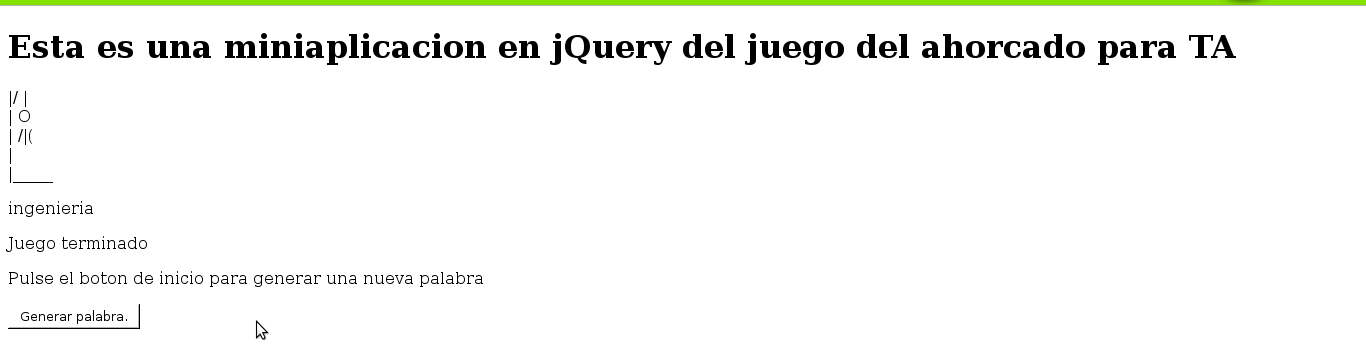 Esta es una miniaplicacion en jQuery del juego del ahorcado para TA
|/ |
| O
| /|(
|
|_____
ingenieria
Juego terminado
Pulse el boton de inicio para generar una nueva palabra
Generar palabra.